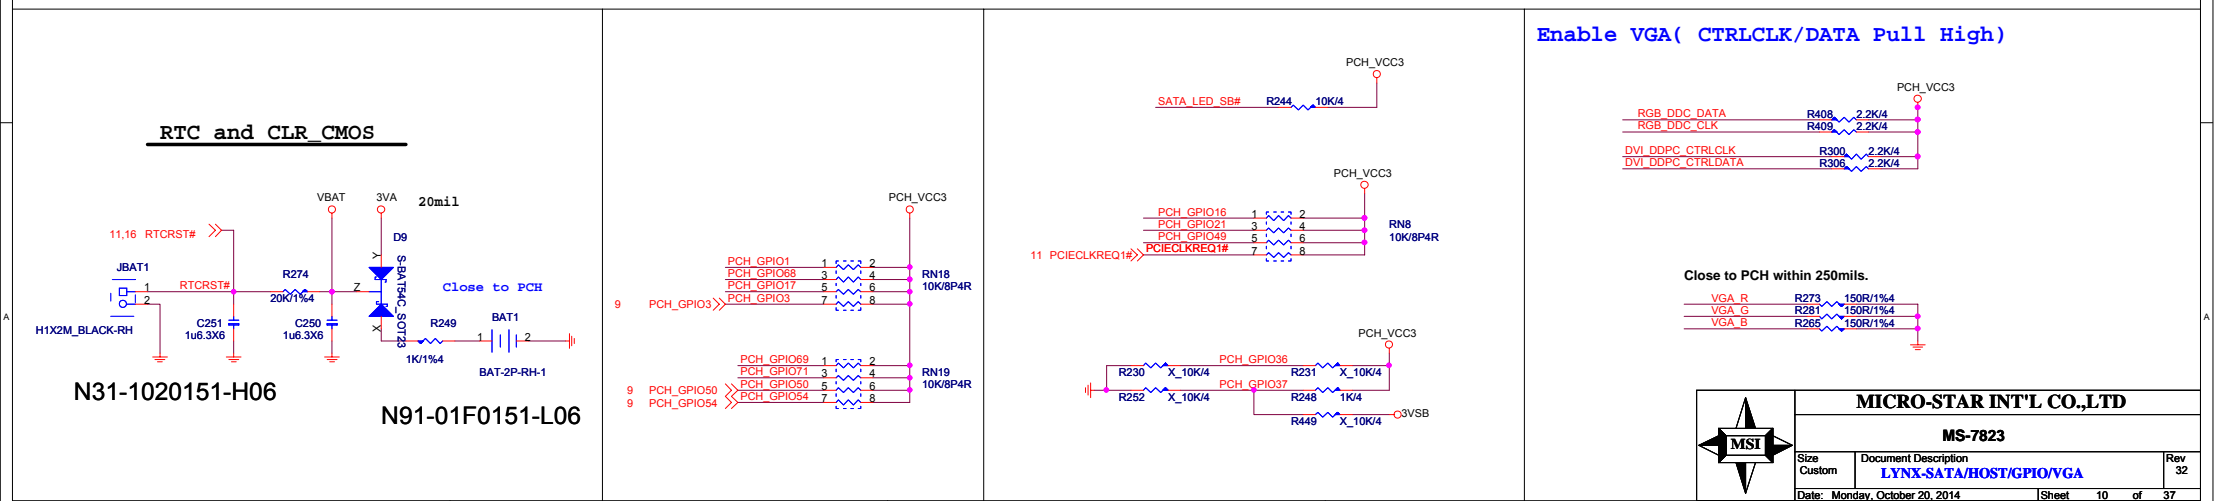 Enable VGA( CTRLCLK/DATA Pull High)
RTC and CLR_CMOS
VBAT
3VA
20mil
11,16 RTCRST#
D9
Y
S-BAT54C_SOT23
JBAT1
1
2
RTCRST#
R274
20K/1%4
Z
X
Close to PCH
C251
1u6.3X6
C250
1u6.3X6
H1X2M_BLACK-RH
R249
1K/1%4
BAT1
1
2
BAT-2P-RH-1
N31-1020151-H06
N91-01F0151-L06
PCH_VCC3
PCH_GPIO1 1 2
PCH_GPIO68 3 4
PCH_GPIO17 5 6
9 PCH_GPIO3 PCH_GPIO3 7 8
RN18
10K/8P4R
PCH_GPIO69 1 2
PCH_GPIO71 3 4
9 PCH_GPIO50 PCH_GPIO50 5 6
9 PCH_GPIO54 PCH_GPIO54 7 8
RN19
10K/8P4R
PCH_VCC3
SATA_LED_SB# R244 10K/4
PCH_VCC3
PCH_GPIO16 1 2
PCH_GPIO21 3 4
PCH_GPIO49 5 6
11 PCIECLKREQ1# PCIECLKREQ1# 7 8
RN8
10K/8P4R
PCH_VCC3
PCH_GPIO36
R230 X_10K/4 R231 X_10K/4
PCH_GPIO37
R252 X_10K/4 R248 1K/4
3VSB
R449 X_10K/4
PCH_VCC3
RGB_DDC_DATA R408 2.2K/4
RGB_DDC_CLK R409 2.2K/4
DVI_DDPC_CTRLCLK R300 2.2K/4
DVI_DDPC_CTRLDATA R306 2.2K/4
Close to PCH within 250mils.
VGA_R R273 150R/1%4
VGA_G R281 150R/1%4
VGA_B R265 150R/1%4
A
A
MSI
MICRO-STAR INT'L CO.,LTD
MS-7823
Size
Custom
Document Description
LYNX-SATA/HOST/GPIO/VGA
Rev
32
Date: Monday, October 20, 2014
Sheet 10 of 37